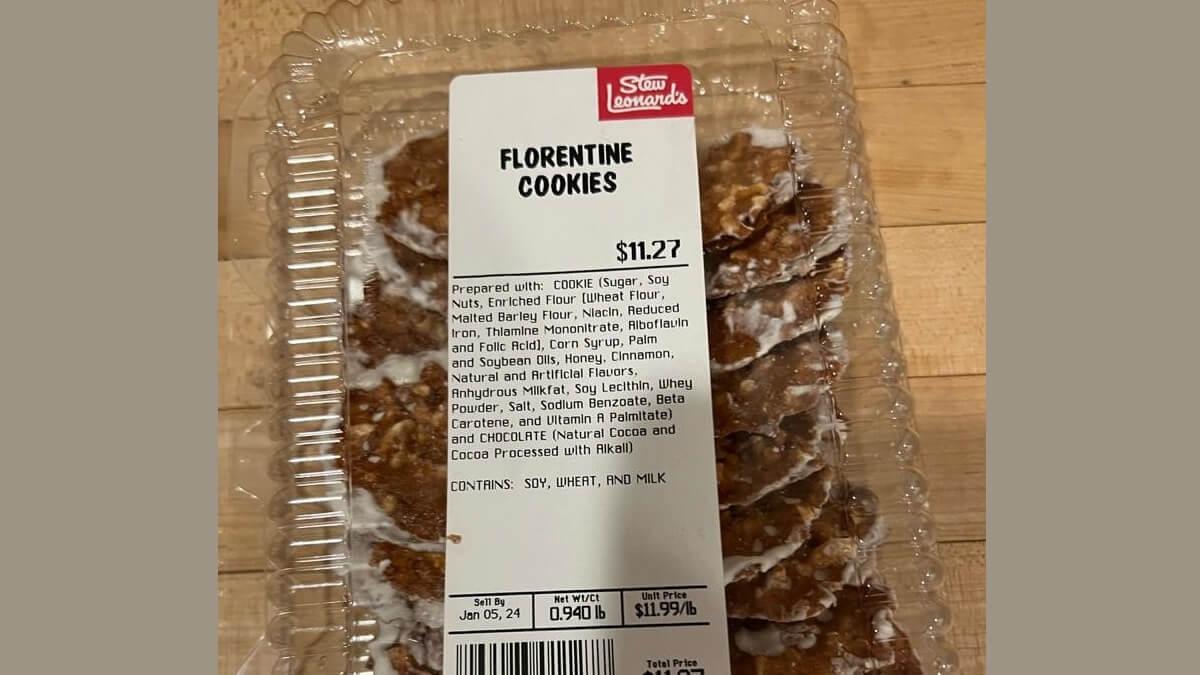 Stew
Leonard's
FLORENTINE
COOKIES
$11.27
Prepared with: COOKIE (Sugar, Soy
Nuts, Enriched Flour [Wheat Flour,
Malted Barley Flour, Niacin, Reduced
Iron, Thiamine Mononitrate, Riboflavin
and Folic Acid], Corn Syrup, Palm
and Soybean Oils, Honey, Cinnamon,
Natural and Artificial Flavors,
Anhydrous Milkfat, Soy Lecithin, Whey
Powder, Salt, Sodium Benzoate, Beta
Carotene, and Vitamin A Palmitate)
and CHOCOLATE (Natural Cocoa and
Cocoa Processed with Alkali)
CONTAINS: SOY, WHEAT, AND MILK
Sell By Net Wt/Ct Unit Price
Jan 05, 24 0.940 lb $11.99/lb
Total Price
$11.27